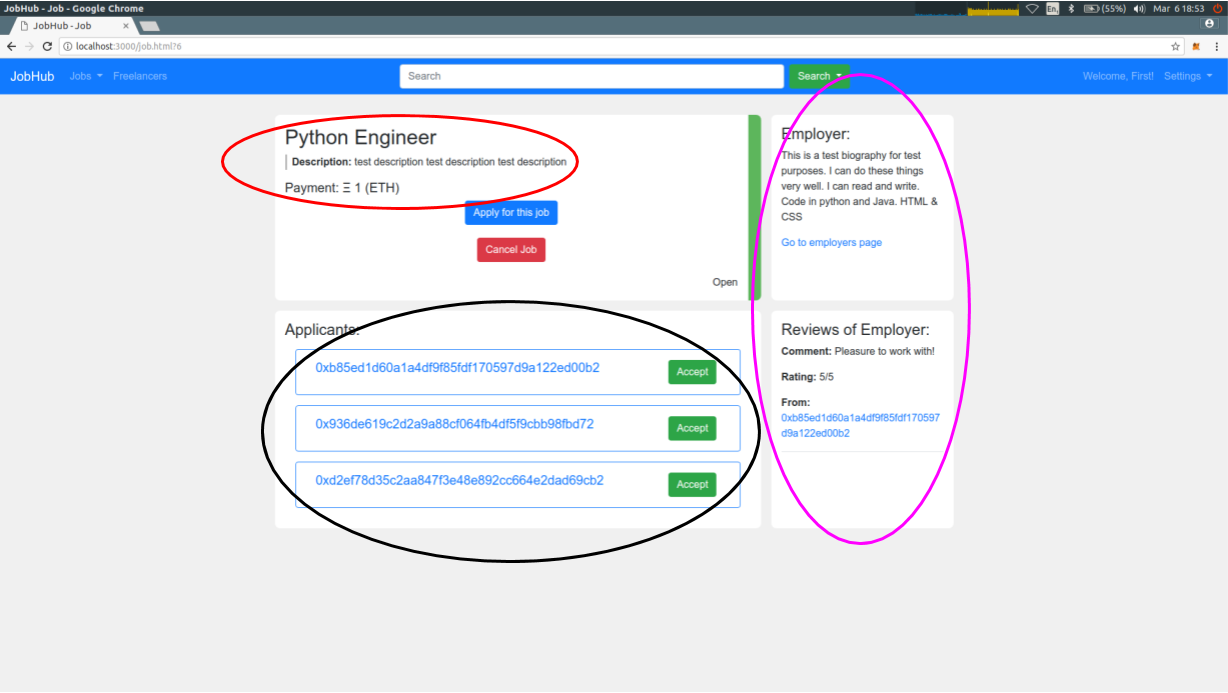 JobHub - Job - Google Chrome
En
(55%)
Mar 6 18:53
JobHub - Job
localhost:3000/job.html?6
JobHub
Jobs
Freelancers
Search
Search
Welcome, First!
Settings
Python Engineer
Description: test description test description test description
Payment: Ξ 1 (ETH)
Apply for this job
Cancel Job
Open
Employer:
This is a test biography for test
purposes. I can do these things
very well. I can read and write.
Code in python and Java. HTML &
CSS
Go to employers page
Applicants:
0xb85ed1d60a1a4df9f85fdf170597d9a122ed00b2
Accept
0x936de619c2d2a9a88cf064fb4df5f9cbb98fbd72
Accept
0xd2ef78d35c2aa847f3e48e892cc664e2dad69cb2
Accept
Reviews of Employer:
Comment: Pleasure to work with!
Rating: 5/5
From:
0xb85ed1d60a1a4df9f85fdf170597
d9a122ed00b2